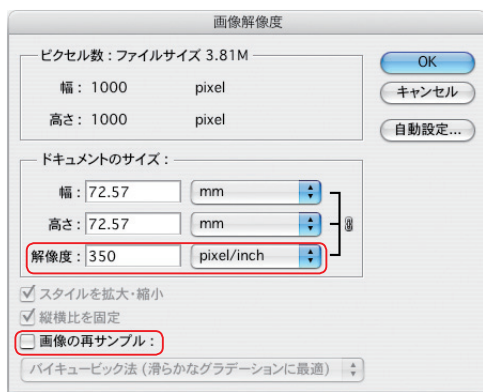 画像解像度
ピクセル数 : ファイルサイズ 3.81M
幅 : 1000 pixel
高さ : 1000 pixel
OK
キャンセル
自動設定...
ドキュメントのサイズ :
幅 : 72.57 mm
高さ : 72.57 mm
解像度 : 350 pixel/inch
スタイルを拡大・縮小
縦横比を固定
画像の再サンプル :
バイキュービック法 (滑らかなグラデーションに最適)